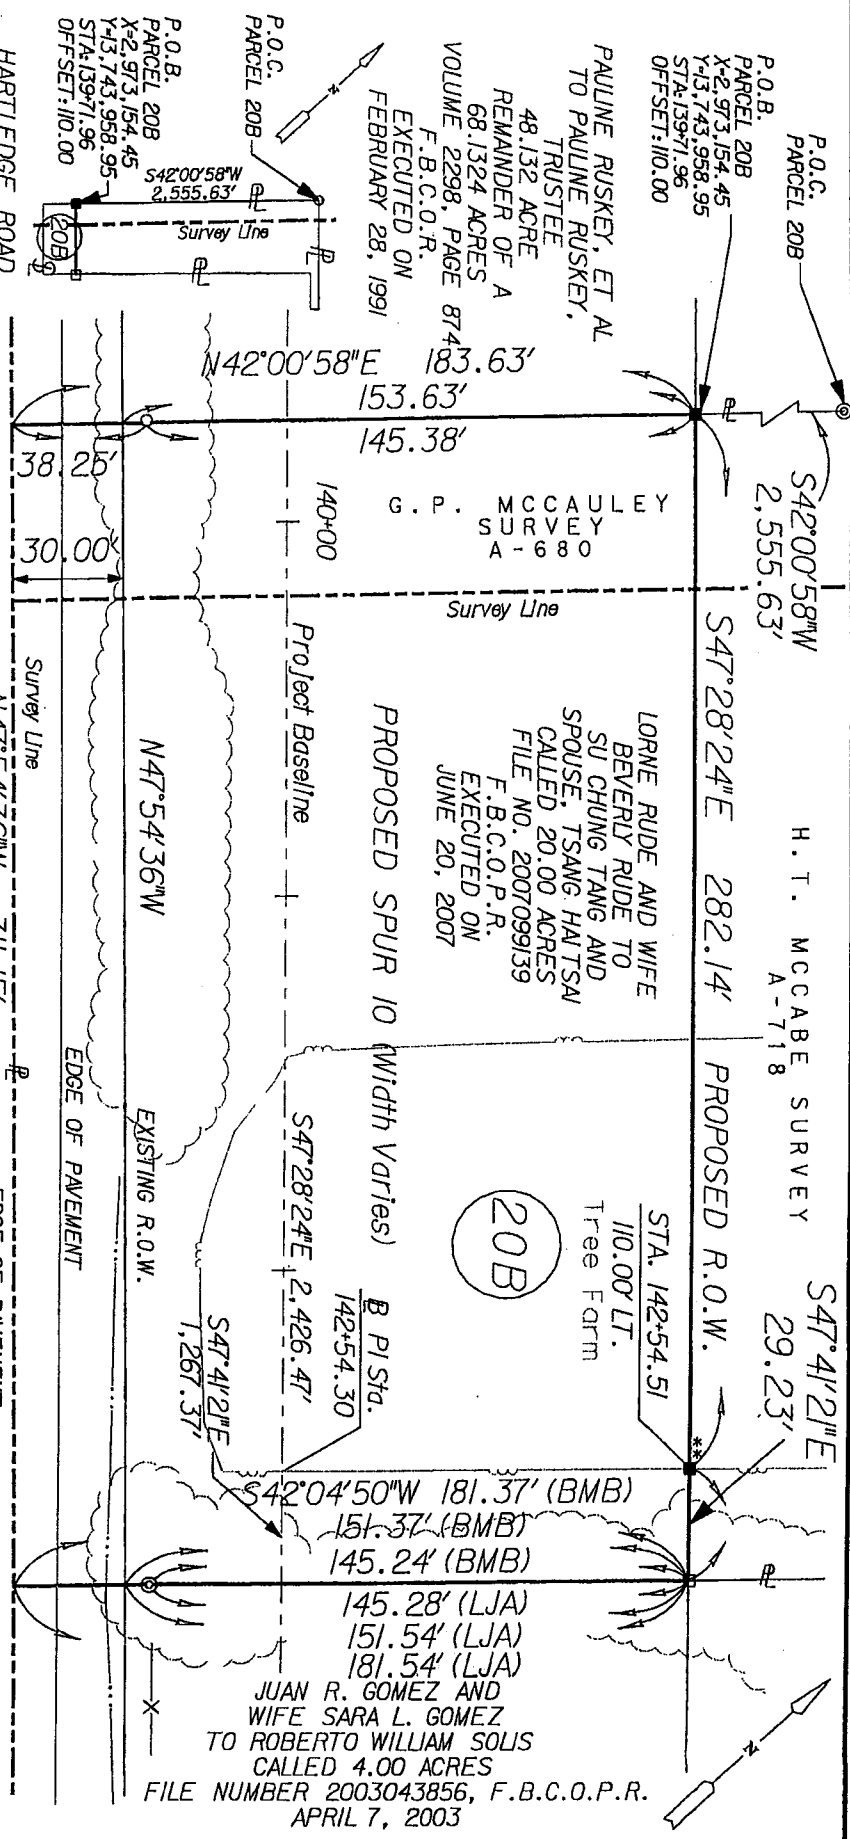 P.O.C.
PARCEL 20B
P.O.B.
PARCEL 20B
X=2,973,154.45
Y=13,743,958.95
STA:139+71.96
OFFSET:110.00
S42°00'58"W
2,555.63'
H.T. MCCABE SURVEY
A-718
S47°41'21"E
29.23'
PAULINE RUSKEY, ET AL
TO PAULINE RUSKEY,
TRUSTEE
48.132 ACRE
REMAINDER OF A
68.1324 ACRES
VOLUME 2298, PAGE 874
F.B.C.O.R.
EXECUTED ON
FEBRUARY 28, 1991
P.O.C.
PARCEL 20B
P.O.B.
PARCEL 20B
X=2,973,154.45
Y=13,743,958.95
STA:139+71.96
OFFSET:110.00
N
S42°00'58"W
2,555.63'
Survey Line
PL
PL
PL
PL
20B
HARTLEDGE ROAD
PL
S47°28'24"E 282.14'
PROPOSED R.O.W.
**
N42°00'58"E 183.63'
153.63'
145.38'
38.25'
30.00'
G.P. MCCAULEY
SURVEY
A-680
Survey Line
LORNE RUDE AND WIFE
BEVERLY RUDE TO
SU CHUNG TANG AND
SPOUSE, TSANG HAI TSAI
CALLED 20.00 ACRES
FILE NO. 2007099139
F.B.C.O.P.R.
EXECUTED ON
JUNE 20, 2007
STA. 142+54.51
110.00' LT.
Tree Farm
20B
PROPOSED SPUR 10 (Width Varies)
140+00
Project Baseline
S47°28'24"E 2,426.47'
B PI Sta.
142+54.30
S47°41'21"E
1,267.37'
N47°54'36"W
EXISTING R.O.W.
EDGE OF PAVEMENT
Survey Line
PL
S42°04'50"W 181.37' (BMB)
151.37' (BMB)
145.24' (BMB)
145.28' (LJA)
151.54' (LJA)
181.54' (LJA)
PL
X
N
JUAN R. GOMEZ AND
WIFE SARA L. GOMEZ
TO ROBERTO WILLIAM SOLIS
CALLED 4.00 ACRES
FILE NUMBER 2003043856, F.B.C.O.P.R.
APRIL 7, 2003